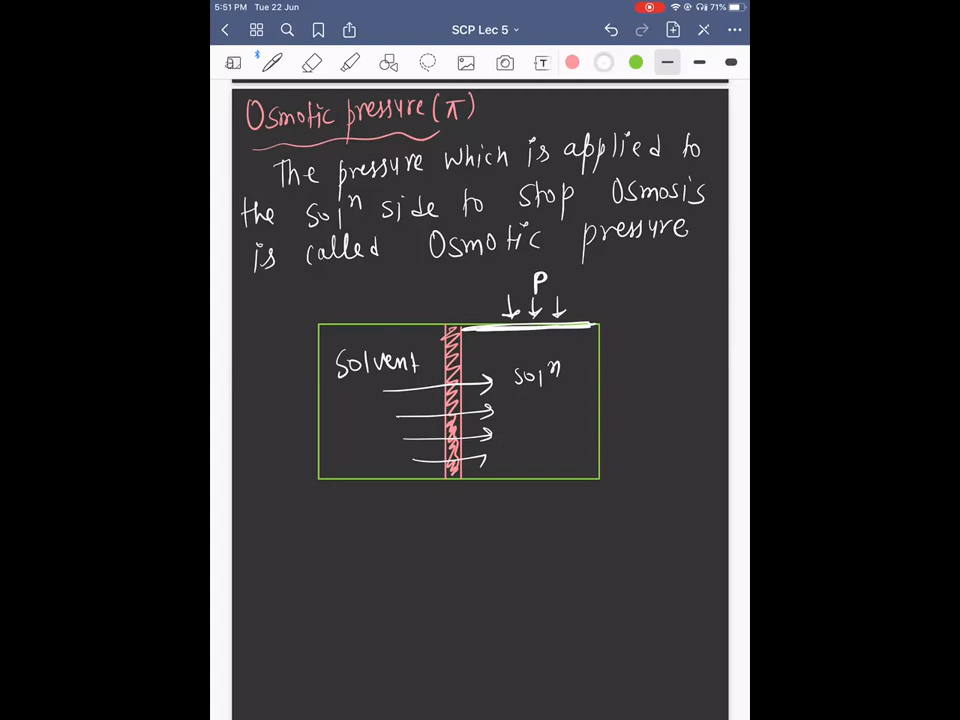 5:51 PM Tue 22 Jun
71%
SCP Lec 5
T
Osmotic pressure (π)
The pressure which is applied to
the solⁿ side to stop Osmosis
is called Osmotic pressure
P
Solvent
solⁿ